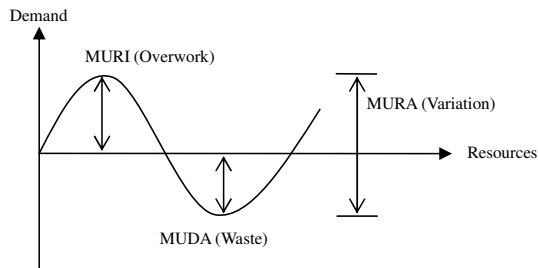 Demand
MURI (Overwork)
MURA (Variation)
Resources
MUDA (Waste)